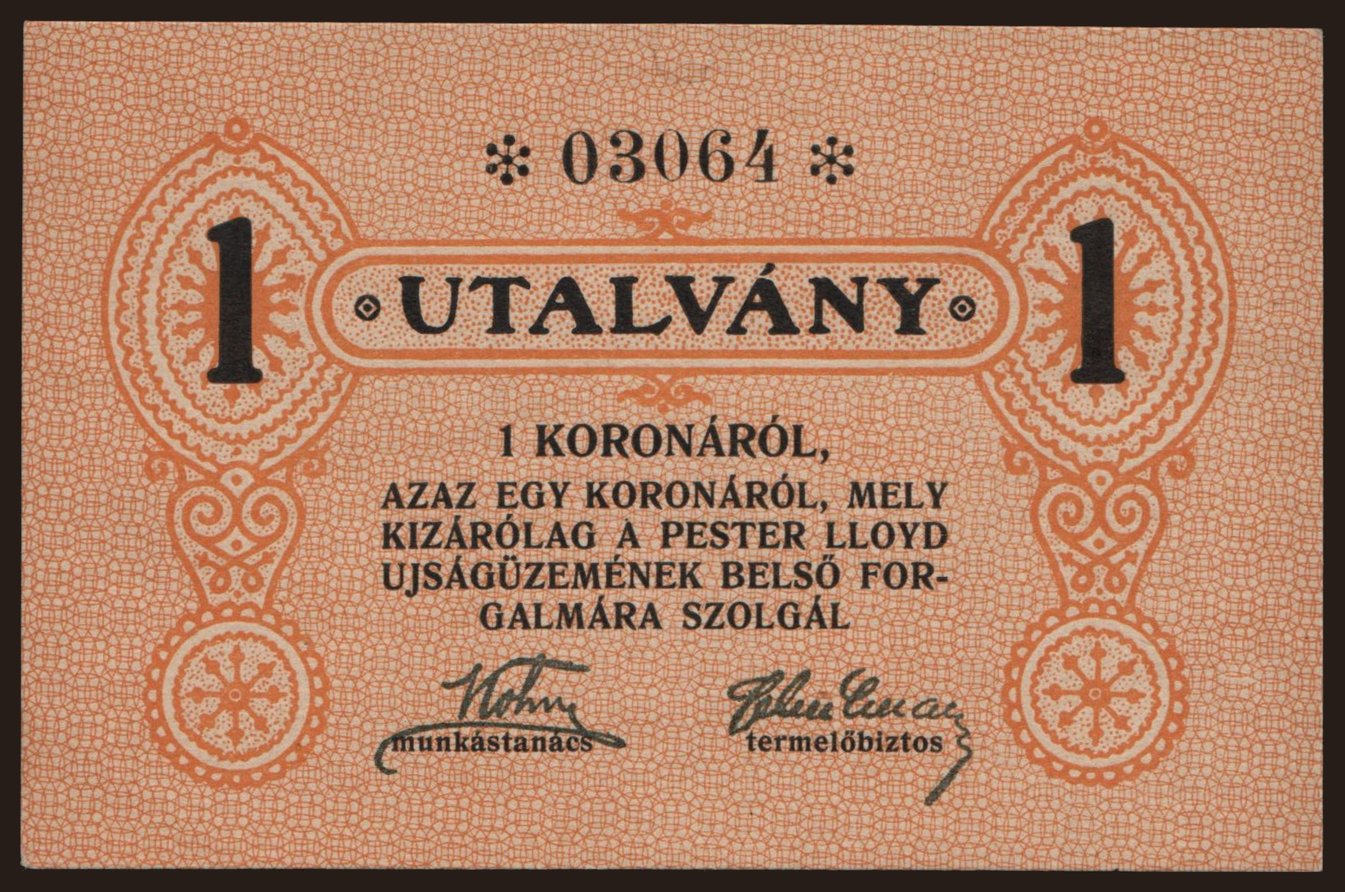 * 03064 *
1 UTALVÁNY 1
1 KORONÁRÓL,
AZAZ EGY KORONÁRÓL, MELY
KIZÁRÓLAG A PESTER LLOYD
UJSÁGÜZEMÉNEK BELSŐ FOR-
GALMÁRA SZOLGÁL
munkástanács termelőbiztos